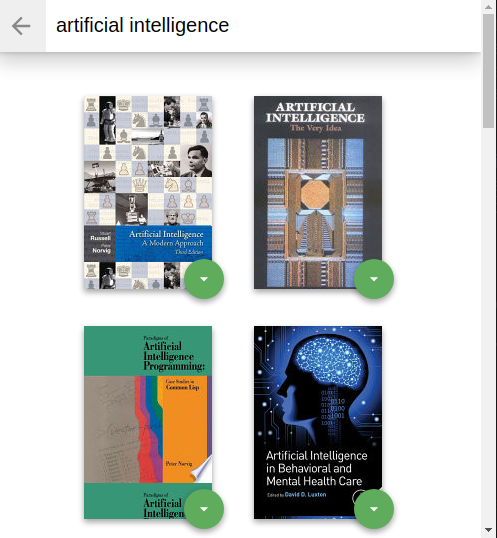 artificial intelligence
Stuart
Russell
Peter
Norvig
Artificial Intelligence
A Modern Approach
Third Edition
ARTIFICIAL
INTELLIGENCE
The Very Idea
Paradigms of
Artificial
Intelligence
Programming:
Case Studies in
Common Lisp
Peter Norvig
Paradigms of
Artificial
Artificial Intelligence
in Behavioral and
Mental Health Care
Edited by David D. Luxton